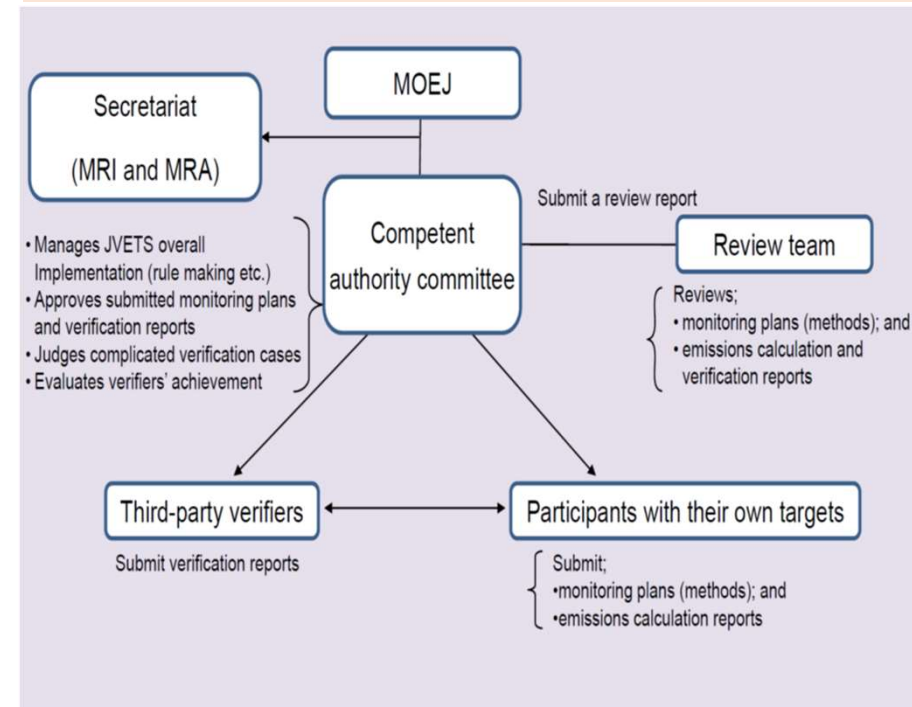 MOEJ
Secretariat
(MRI and MRA)
Competent
authority committee
Submit a review report
Review team
• Manages JVETS overall
Implementation (rule making etc.)
• Approves submitted monitoring plans
and verification reports
• Judges complicated verification cases
• Evaluates verifiers' achievement
Reviews;
• monitoring plans (methods); and
• emissions calculation and
verification reports
Third-party verifiers
Submit verification reports
Participants with their own targets
Submit;
•monitoring plans (methods); and
•emissions calculation reports